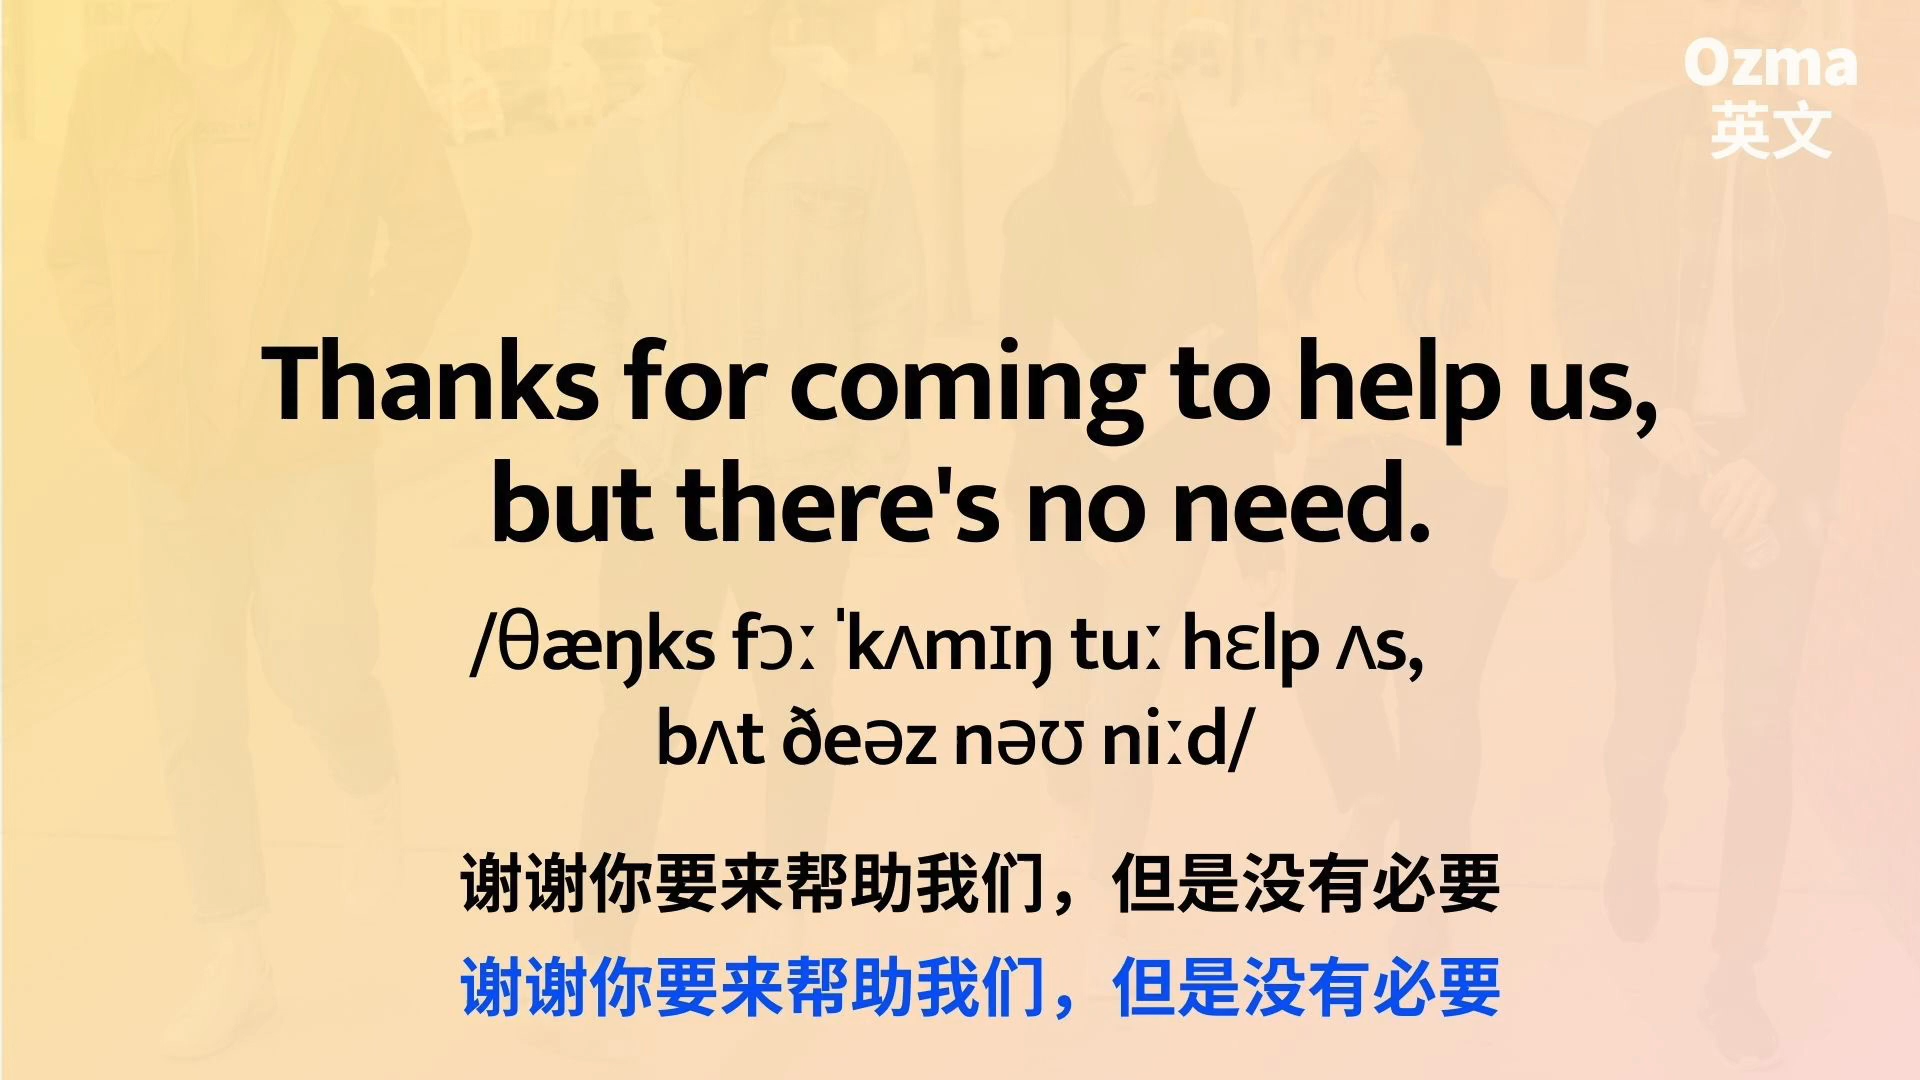 Ozma
英文
Thanks for coming to help us,
but there's no need.
/θæŋks fɔː ˈkʌmɪŋ tuː hɛlp ʌs,
bʌt ðeəz nəʊ niːd/
谢谢你要来帮助我们，但是没有必要
谢谢你要来帮助我们，但是没有必要